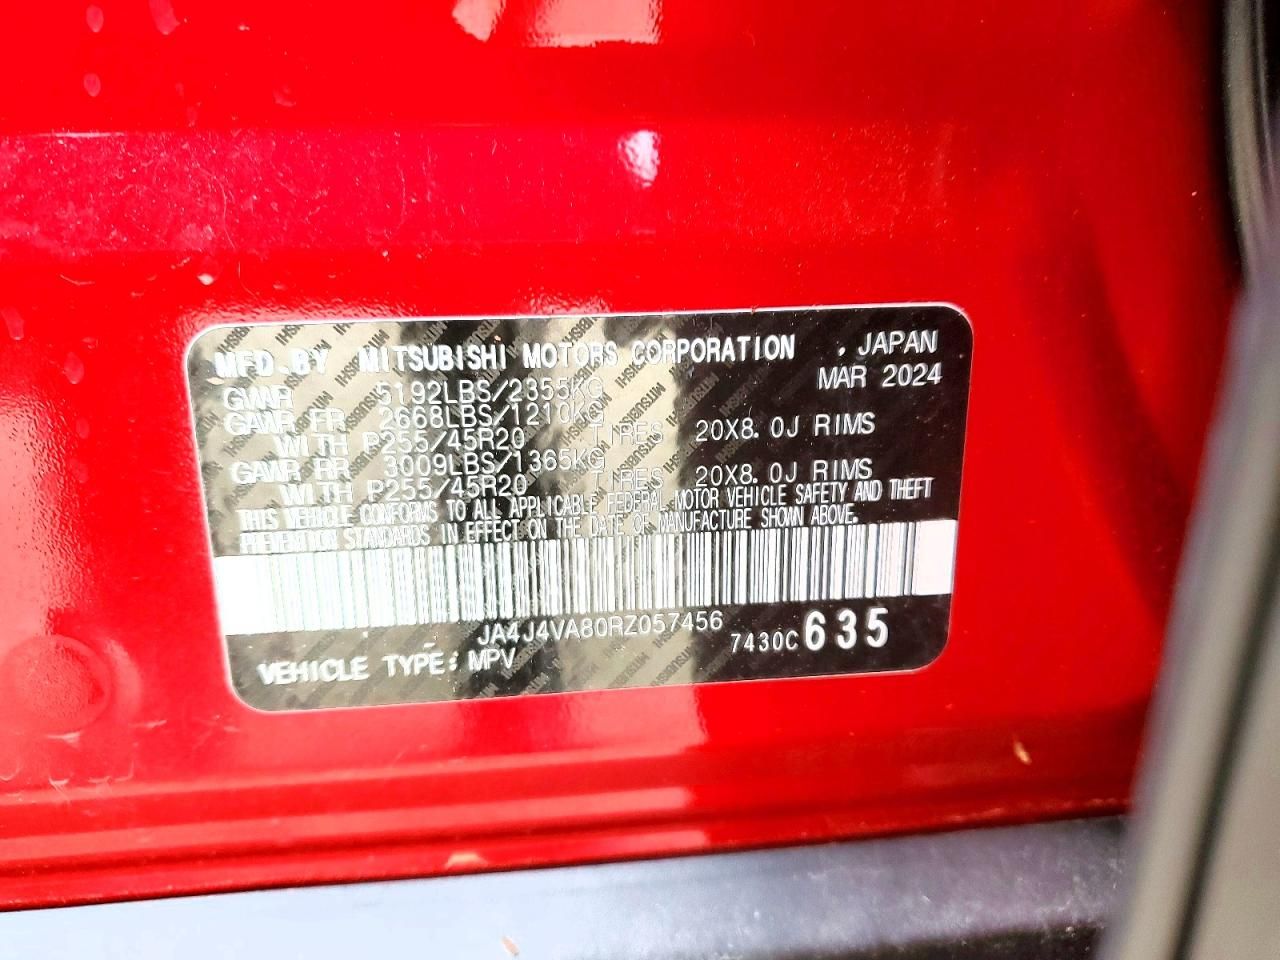 MFD.BY MITSUBISHI MOTORS CORPORATION , JAPAN
GVWR 5192LBS/2355KG MAR 2024
GAWR FR 2668LBS/1210KG
WITH P255/45R20 TIRES 20X8.0J RIMS
GAWR RR 3009LBS/1365KG
WITH P255/45R20 TIRES 20X8.0J RIMS
THIS VEHICLE CONFORMS TO ALL APPLICABLE FEDERAL MOTOR VEHICLE SAFETY AND THEFT
PREVENTION STANDARDS IN EFFECT ON THE DATE OF MANUFACTURE SHOWN ABOVE.
JA4J4VA80RZ057456
7430C 635
VEHICLE TYPE: MPV